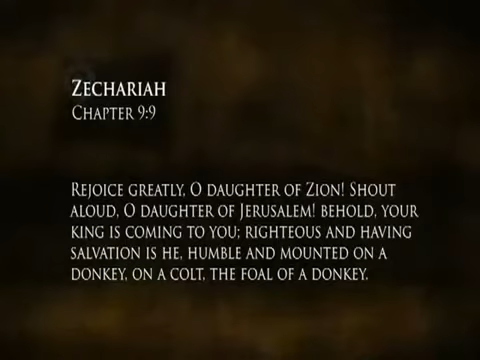 Zechariah
Chapter 9:9
Rejoice greatly, O daughter of Zion! Shout
aloud, O daughter of Jerusalem! behold, your
king is coming to you; righteous and having
salvation is he, humble and mounted on a
donkey, on a colt, the foal of a donkey.